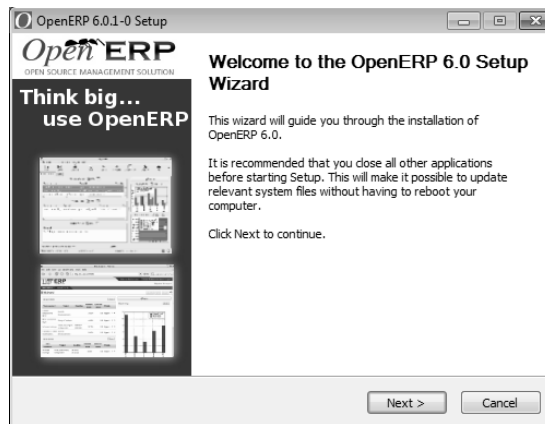 OpenERP 6.0.1-0 Setup
Open ERP
OPEN SOURCE MANAGEMENT SOLUTION
Think big...
use OpenERP
Welcome to the OpenERP 6.0 Setup
Wizard
This wizard will guide you through the installation of
OpenERP 6.0.
It is recommended that you close all other applications
before starting Setup. This will make it possible to update
relevant system files without having to reboot your
computer.
Click Next to continue.
Next >
Cancel